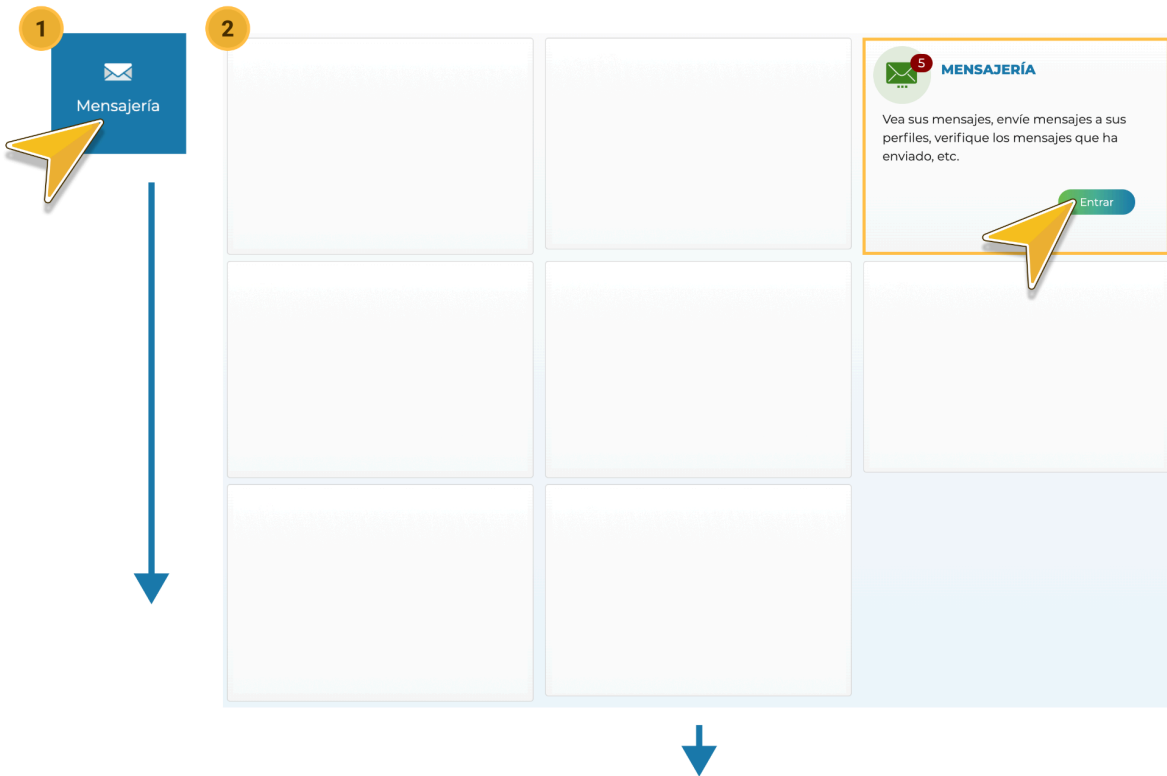 1
Mensajería
2
5
MENSAJERÍA
Vea sus mensajes, envíe mensajes a sus
perfiles, verifique los mensajes que ha
enviado, etc.
Entrar